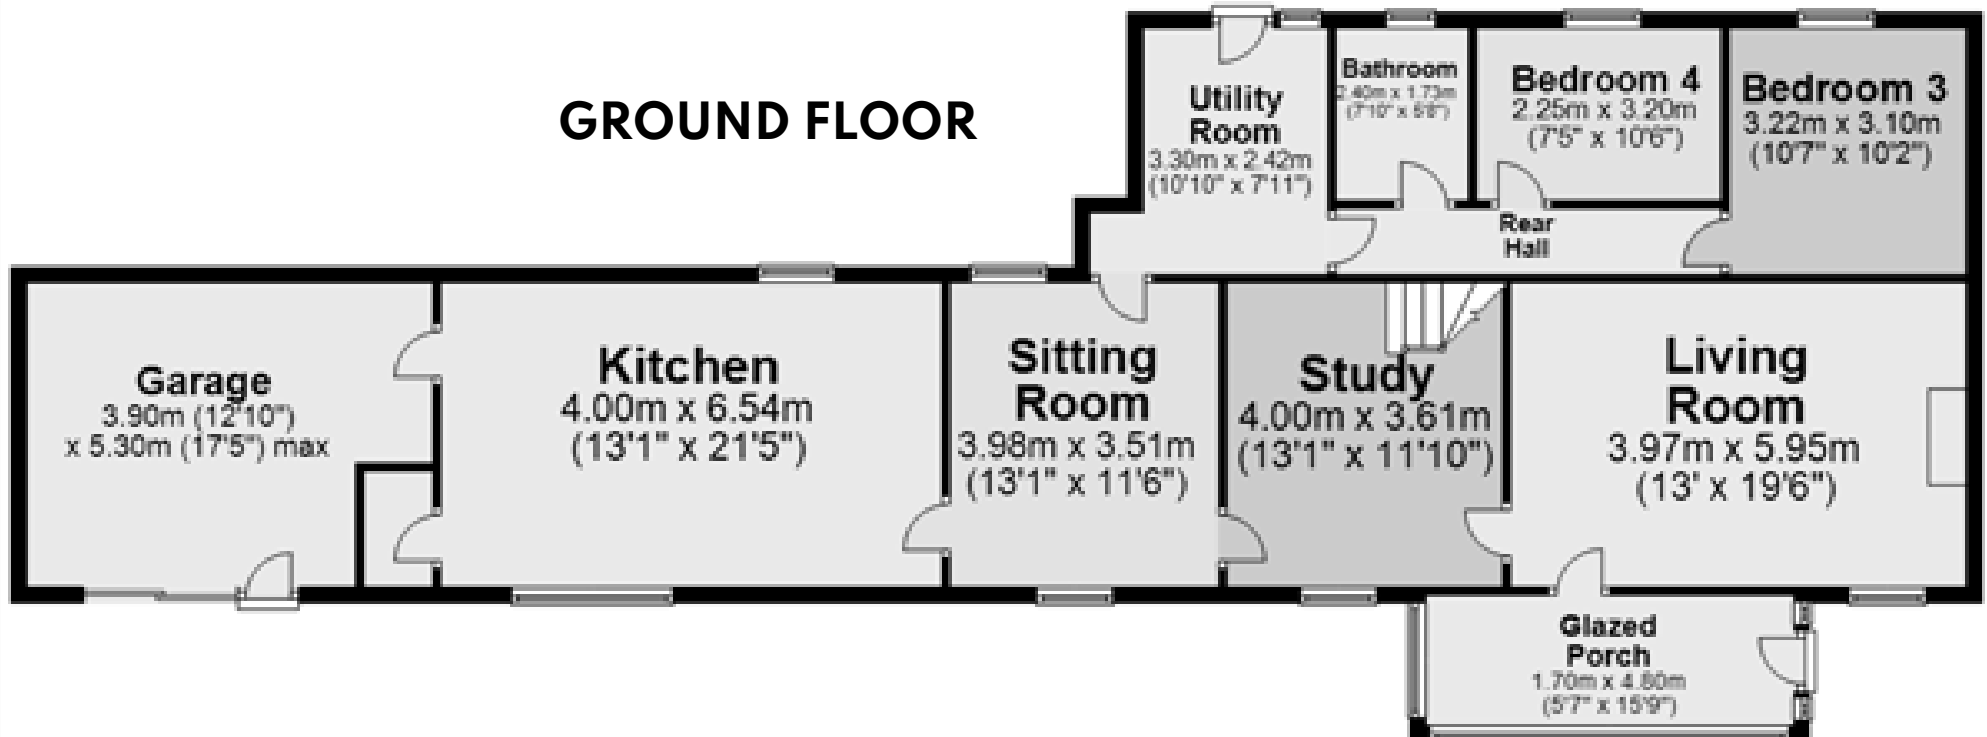 GROUND FLOOR
Utility
Room
3.30m x 2.42m
(10'10" x 7'11")
Bathroom
2.40m x 1.73m
(7'10" x 5'8")
Bedroom 4
2.25m x 3.20m
(7'5" x 10'6")
Bedroom 3
3.22m x 3.10m
(10'7" x 10'2")
Rear
Hall
Garage
3.90m (12'10")
x 5.30m (17'5") max
Kitchen
4.00m x 6.54m
(13'1" x 21'5")
Sitting
Room
3.98m x 3.51m
(13'1" x 11'6")
Study
4.00m x 3.61m
(13'1" x 11'10")
Living
Room
3.97m x 5.95m
(13' x 19'6")
Glazed
Porch
1.70m x 4.80m
(5'7" x 15'9")